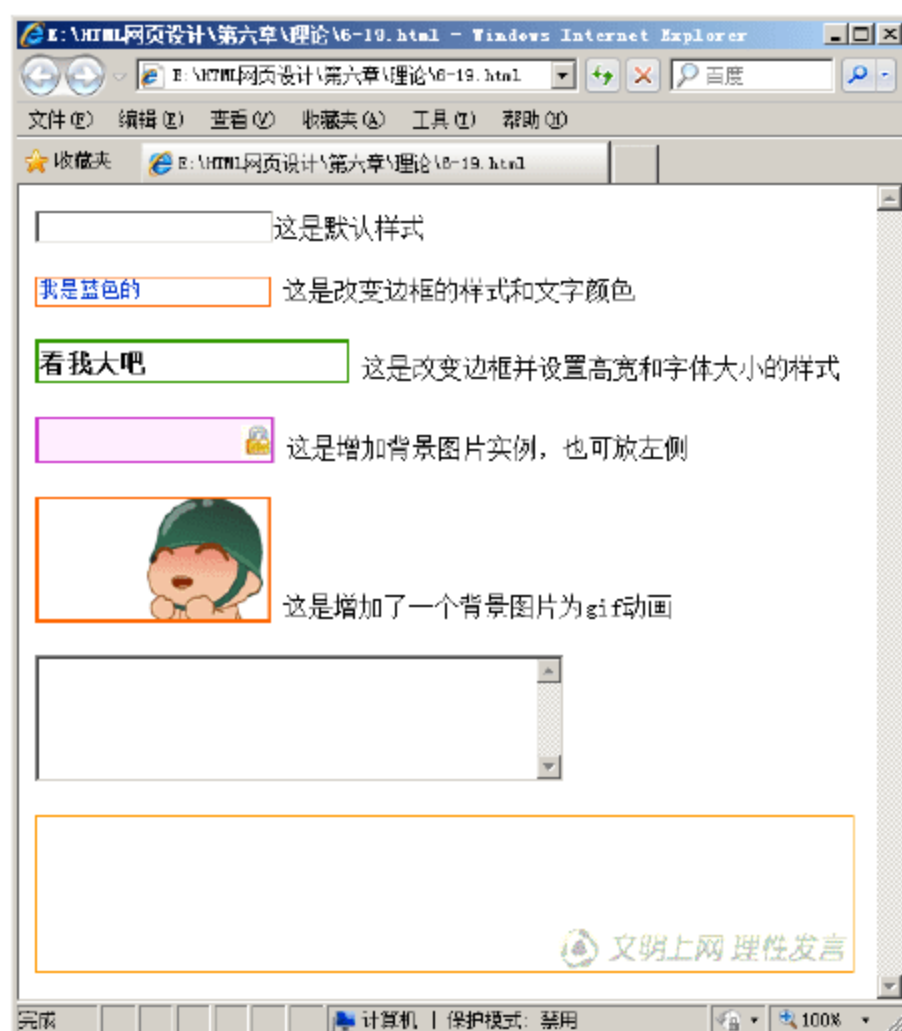 E:\HTML网页设计\第六章\理论\6-19.html - Windows Internet Explorer
E:\HTML网页设计\第六章\理论\6-19.html 百度
文件(F) 编辑(E) 查看(V) 收藏夹(A) 工具(T) 帮助(H)
收藏夹 E:\HTML网页设计\第六章\理论\6-19.html
这是默认样式
我是蓝色的 这是改变边框的样式和文字颜色
看我大吧 这是改变边框并设置高宽和字体大小的样式
这是增加背景图片实例，也可放左侧
这是增加了一个背景图片为gif动画
文明上网 理性发言
完成 计算机 | 保护模式: 禁用 100%